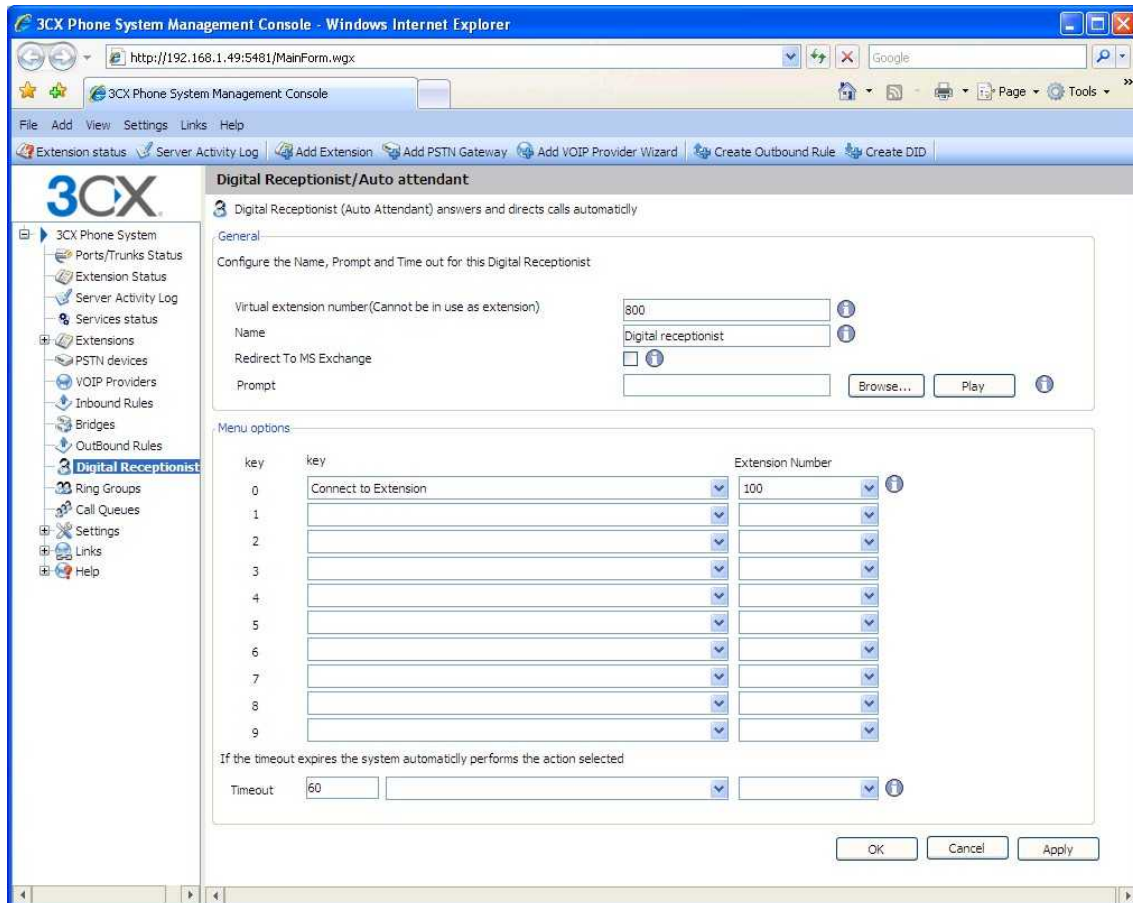 3CX Phone System Management Console - Windows Internet Explorer
http://192.168.1.49:5481/MainForm.wgx
Google
3CX Phone System Management Console
Page
Tools
File Add View Settings Links Help
Extension status Server Activity Log Add Extension Add PSTN Gateway Add VOIP Provider Wizard Create Outbound Rule Create DID
3CX
3CX Phone System
Ports/Trunks Status
Extension Status
Server Activity Log
Services status
Extensions
PSTN devices
VOIP Providers
Inbound Rules
Bridges
OutBound Rules
Digital Receptionist
Ring Groups
Call Queues
Settings
Links
Help
Digital Receptionist/Auto attendant
Digital Receptionist (Auto Attendant) answers and directs calls automaticlly
General
Configure the Name, Prompt and Time out for this Digital Receptionist
Virtual extension number(Cannot be in use as extension) 800
Name Digital receptionist
Redirect To MS Exchange
Prompt Browse... Play
Menu options
key key Extension Number
0 Connect to Extension 100
1
2
3
4
5
6
7
8
9
If the timeout expires the system automaticlly performs the action selected
Timeout 60
OK Cancel Apply